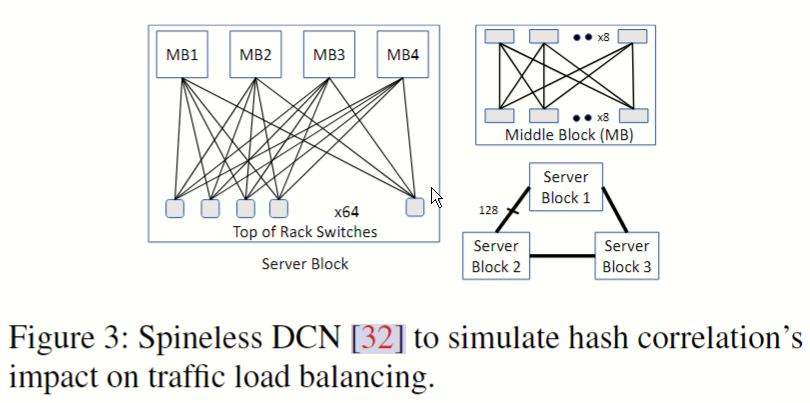 MB1 MB2 MB3 MB4
x64
Top of Rack Switches
Server Block
x8
x8
Middle Block (MB)
Server
Block 1
128
Server
Block 2
Server
Block 3
Figure 3: Spineless DCN [32] to simulate hash correlation's
impact on traffic load balancing.